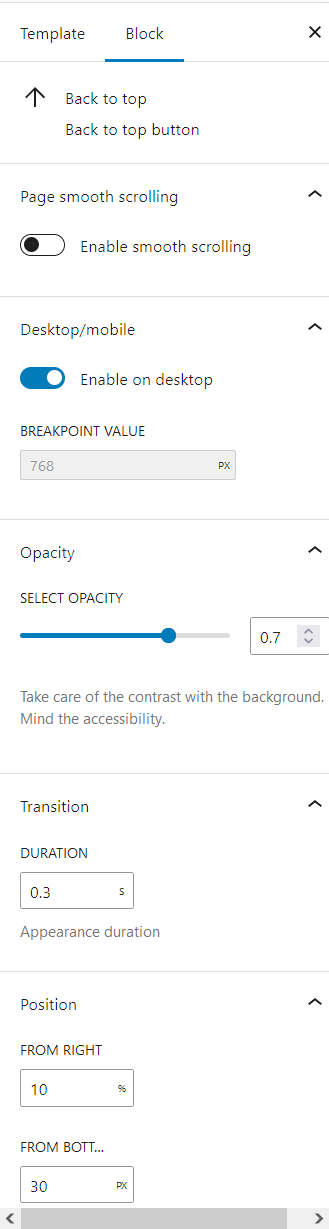 Template Block
Back to top
Back to top button
Page smooth scrolling
Enable smooth scrolling
Desktop/mobile
Enable on desktop
BREAKPOINT VALUE
768 PX
Opacity
SELECT OPACITY
0.7
Take care of the contrast with the background.
Mind the accessibility.
Transition
DURATION
0.3 S
Appearance duration
Position
FROM RIGHT
10 %
FROM BOTT...
30 PX